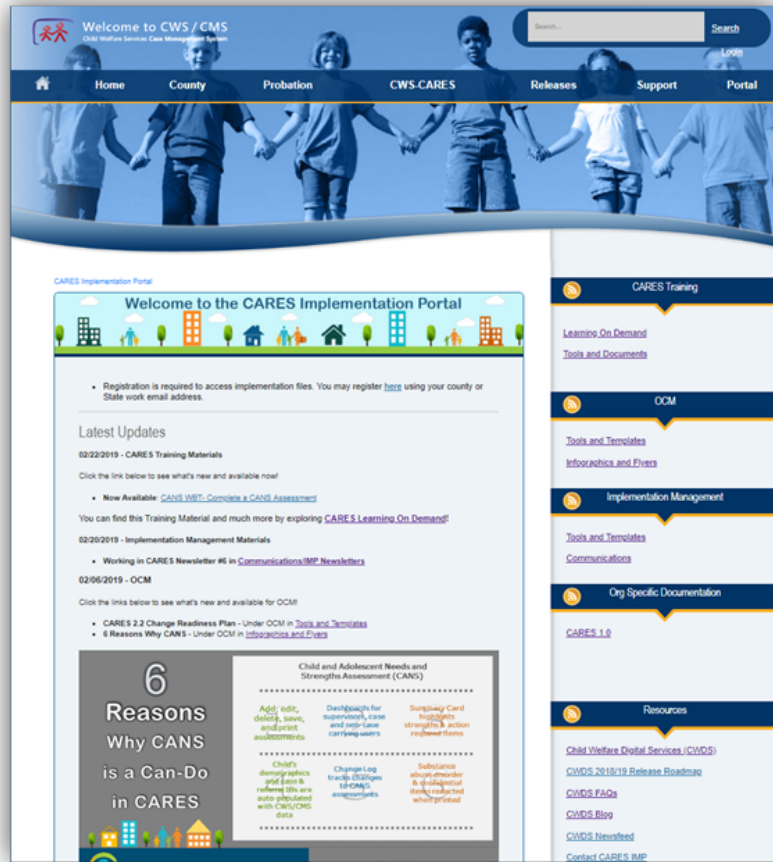 Welcome to CWS / CMS
Child Welfare Services Case Management System
Search...
Search
Login
Home
County
Probation
CWS-CARES
Releases
Support
Portal
CARES Implementation Portal
Welcome to the CARES Implementation Portal
• Registration is required to access implementation files. You may register here using your county or
State work email address.
Latest Updates
02/22/2019 - CARES Training Materials
Click the link below to see what's new and available now!
• Now Available: CANS WBT- Complete a CANS Assessment
You can find this Training Material and much more by exploring CARES Learning On Demand!
02/20/2019 - Implementation Management Materials
• Working in CARES Newsletter #6 in Communications/IMP Newsletters
02/06/2019 - OCM
Click the links below to see what's new and available for OCM!
• CARES 2.2 Change Readiness Plan - Under OCM in Tools and Templates
• 6 Reasons Why CANS - Under OCM in Infographics and Flyers
6
Reasons
Why CANS
is a Can-Do
in CARES
Child and Adolescent Needs and
Strengths Assessment (CANS)
Add, edit,
delete, save,
and print
assessments
Dashboards for
supervisors, case
and non-case
carrying users
Summary Card
highlights
strengths & action
required items
Child's
demographics
and case &
referral IDs are
auto-populated
with CWS/CMS
data
Change Log
tracks changes
to CANS
assessments
Substance
abuse disorder
& confidential
items redacted
when printed
CARES Training
Learning On Demand
Tools and Documents
OCM
Tools and Templates
Infographics and Flyers
Implementation Management
Tools and Templates
Communications
Org Specific Documentation
CARES 1.0
Resources
Child Welfare Digital Services (CWDS)
CWDS 2018/19 Release Roadmap
CWDS FAQs
CWDS Blog
CWDS Newsfeed
Contact CARES IMP